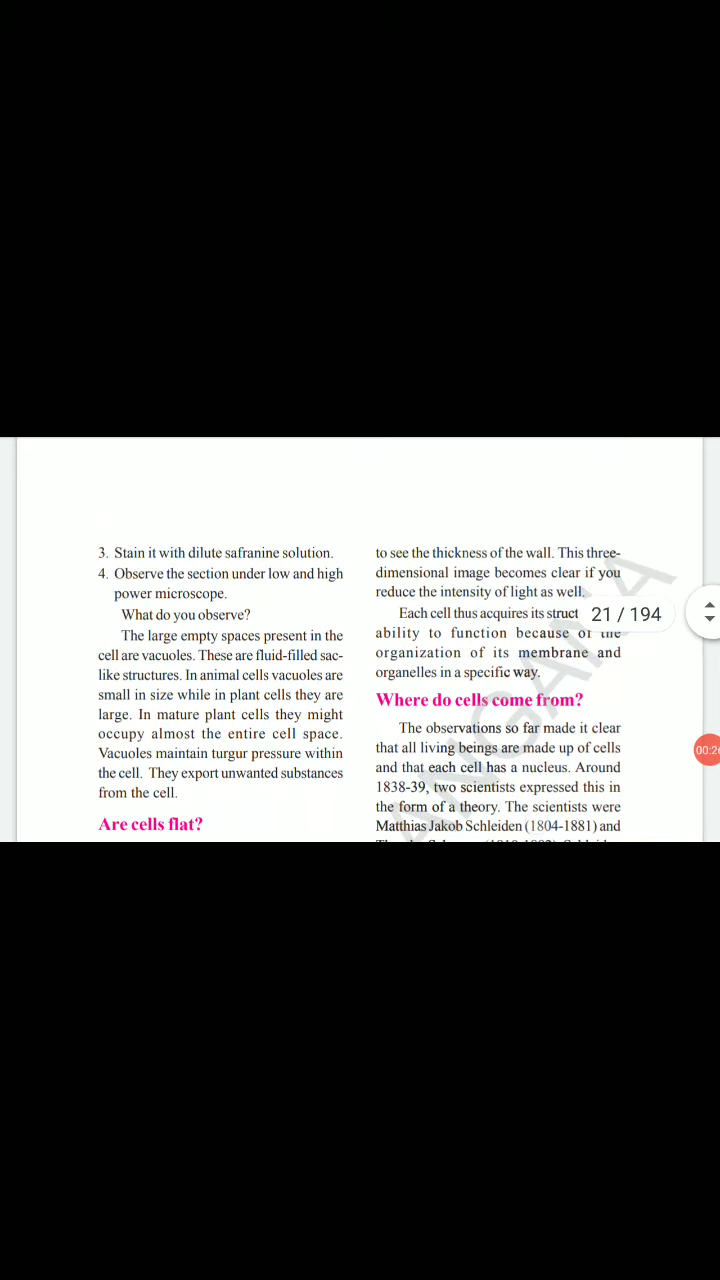 3. Stain it with dilute safranine solution.
4. Observe the section under low and high
power microscope.
What do you observe?
The large empty spaces present in the
cell are vacuoles. These are fluid-filled sac-
like structures. In animal cells vacuoles are
small in size while in plant cells they are
large. In mature plant cells they might
occupy almost the entire cell space.
Vacuoles maintain turgur pressure within
the cell. They export unwanted substances
from the cell.
Are cells flat?
to see the thickness of the wall. This three-
dimensional image becomes clear if you
reduce the intensity of light as well.
Each cell thus acquires its struct
ability to function because of the
organization of its membrane and
organelles in a specific way.
Where do cells come from?
The observations so far made it clear
that all living beings are made up of cells
and that each cell has a nucleus. Around
1838-39, two scientists expressed this in
the form of a theory. The scientists were
Matthias Jakob Schleiden (1804-1881) and
21 / 194
00:26
ANGANA